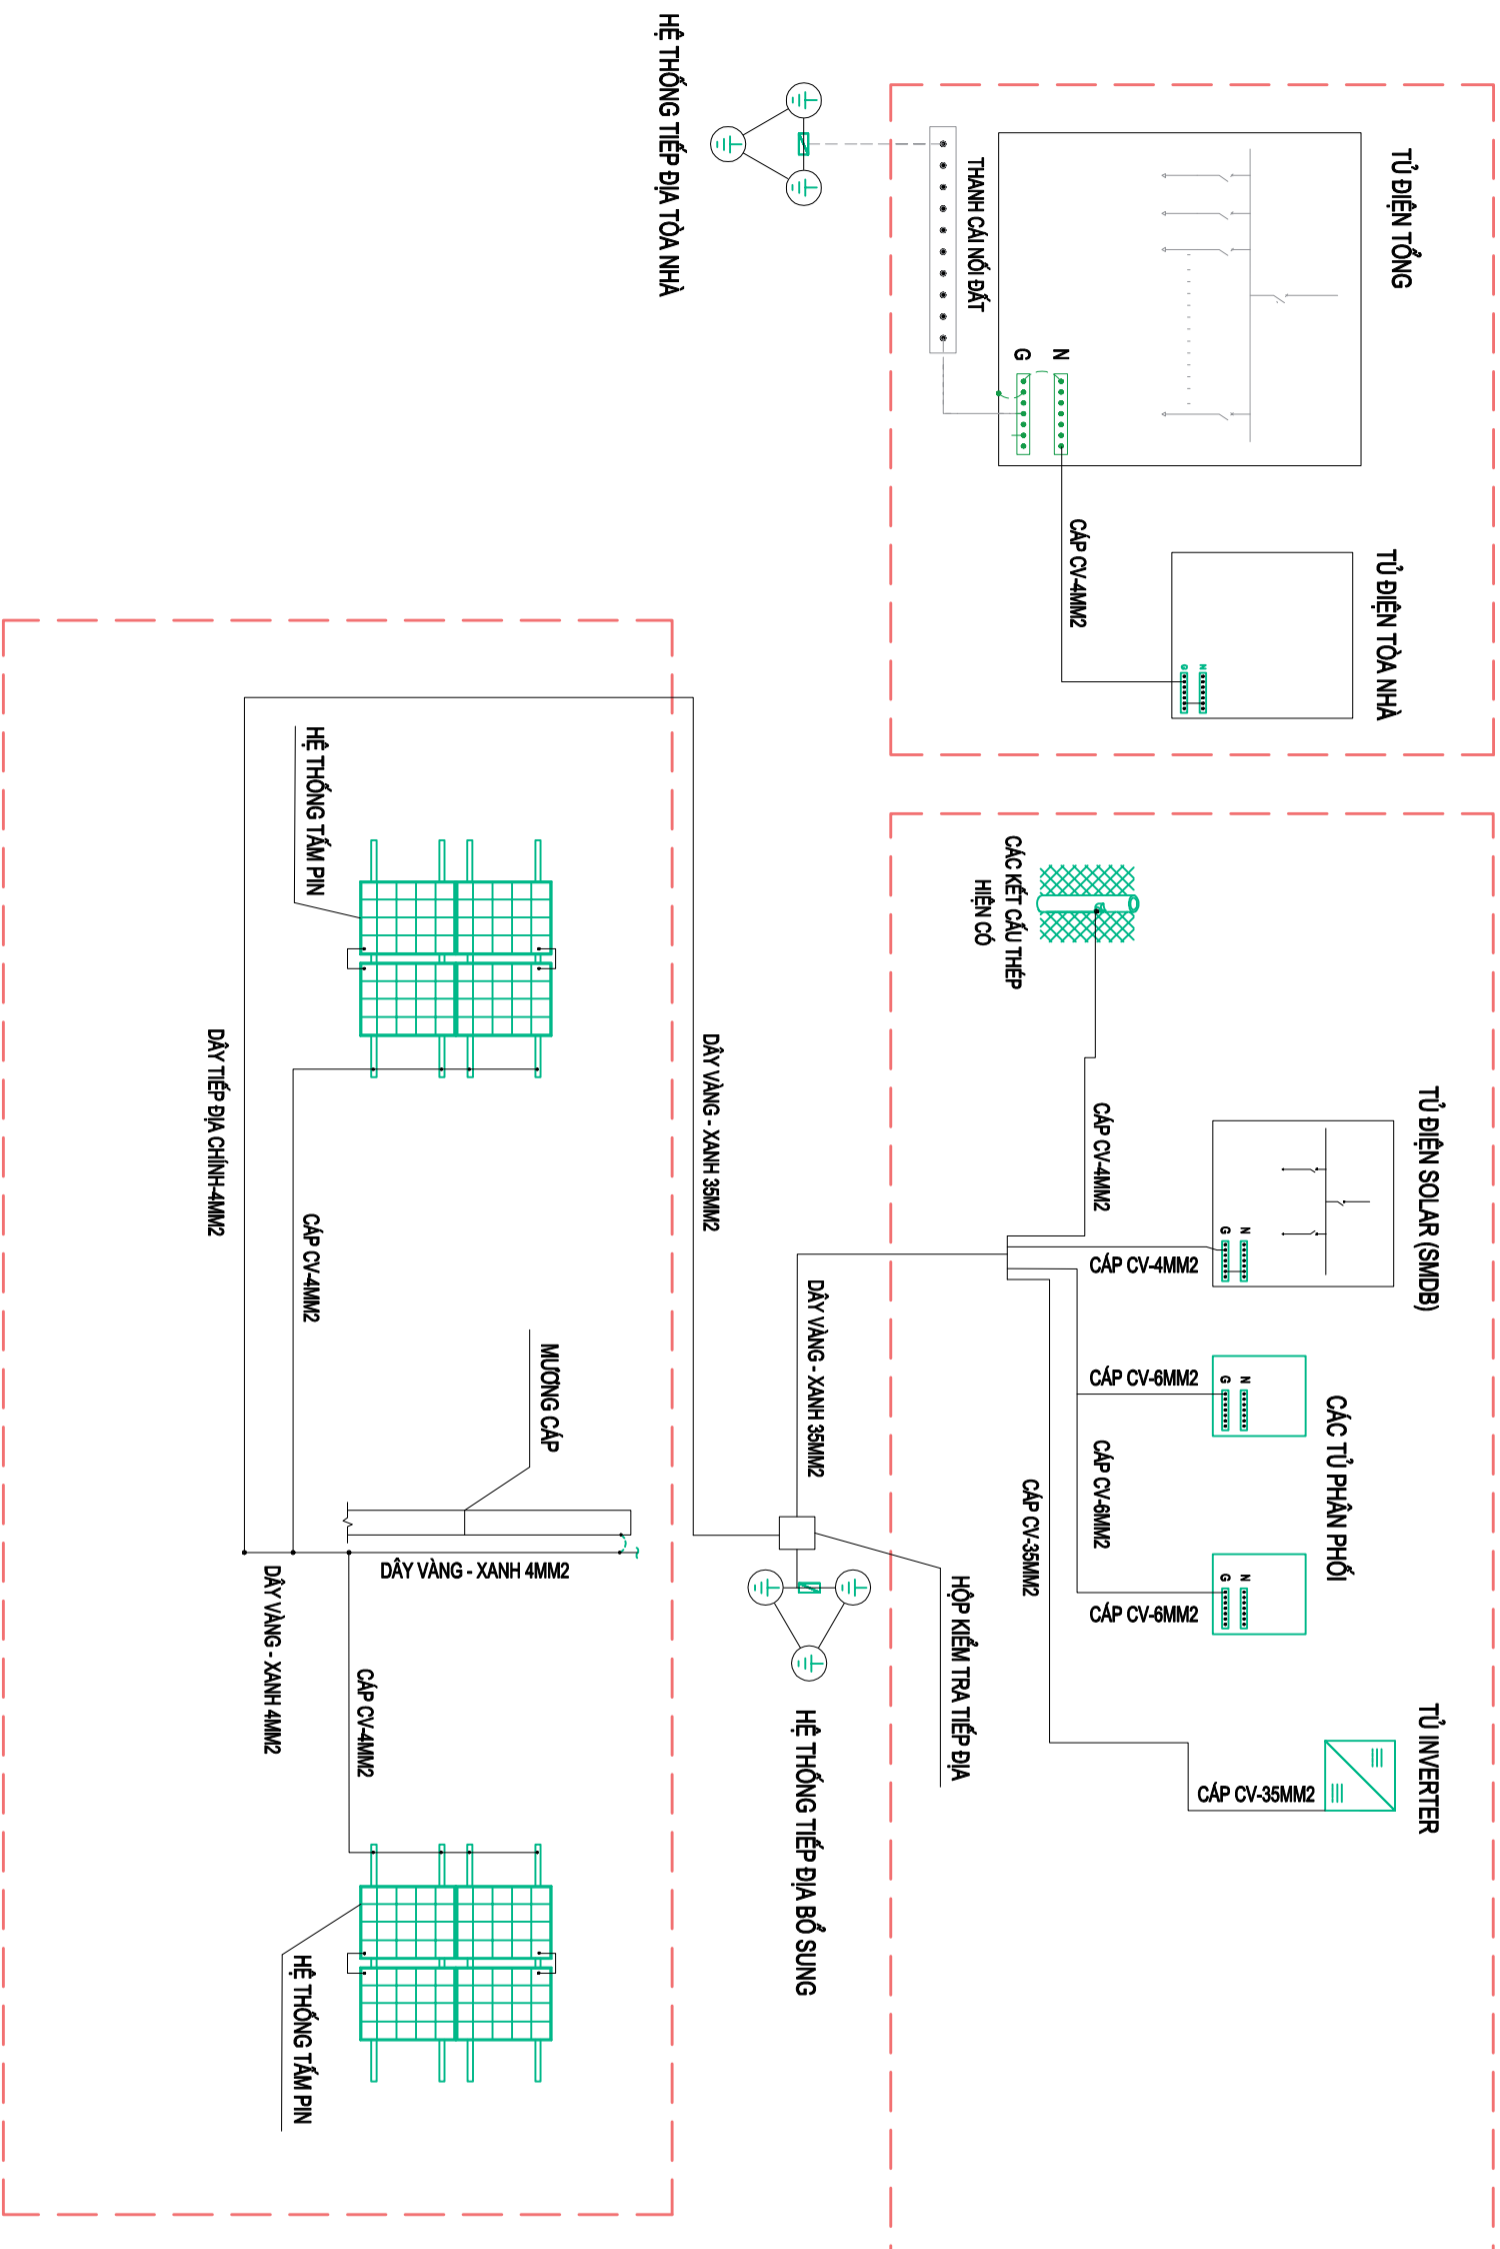 TỦ ĐIỆN TỔNG
N
G
THANH CÁI NỐI ĐẤT
HỆ THỐNG TIẾP ĐỊA TÒA NHÀ
CÁP CV-4MM2
TỦ ĐIỆN TÒA NHÀ
N
G
CÁC KẾT CẤU THÉP
HIỆN CÓ
CÁP CV-4MM2
TỦ ĐIỆN SOLAR (SMDB)
N
G
CÁP CV-4MM2
CÁC TỦ PHÂN PHỐI
N
G
CÁP CV-6MM2
CÁP CV-6MM2
N
G
CÁP CV-6MM2
CÁP CV-35MM2
TỦ INVERTER
CÁP CV-35MM2
DÂY VÀNG - XANH 35MM2
HỘP KIỂM TRA TIẾP ĐỊA
HỆ THỐNG TIẾP ĐỊA BỔ SUNG
DÂY VÀNG - XANH 35MM2
HỆ THỐNG TẤM PIN
DÂY TIẾP ĐỊA CHÍNH-4MM2
CÁP CV-4MM2
MƯƠNG CÁP
DÂY VÀNG - XANH 4MM2
DÂY VÀNG - XANH 4MM2
CÁP CV-4MM2
HỆ THỐNG TẤM PIN